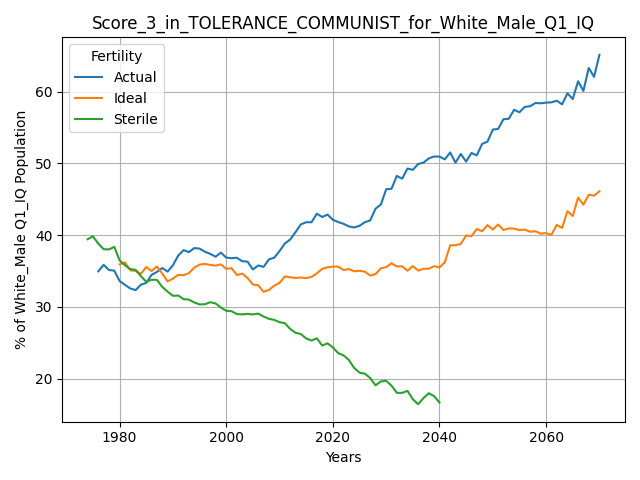 Score_3_in_TOLERANCE_COMMUNIST_for_White_Male_Q1_IQ
Fertility
Actual
Ideal
Sterile
% of White_Male Q1_IQ Population
60
50
40
30
20
1980 2000 2020 2040 2060
Years